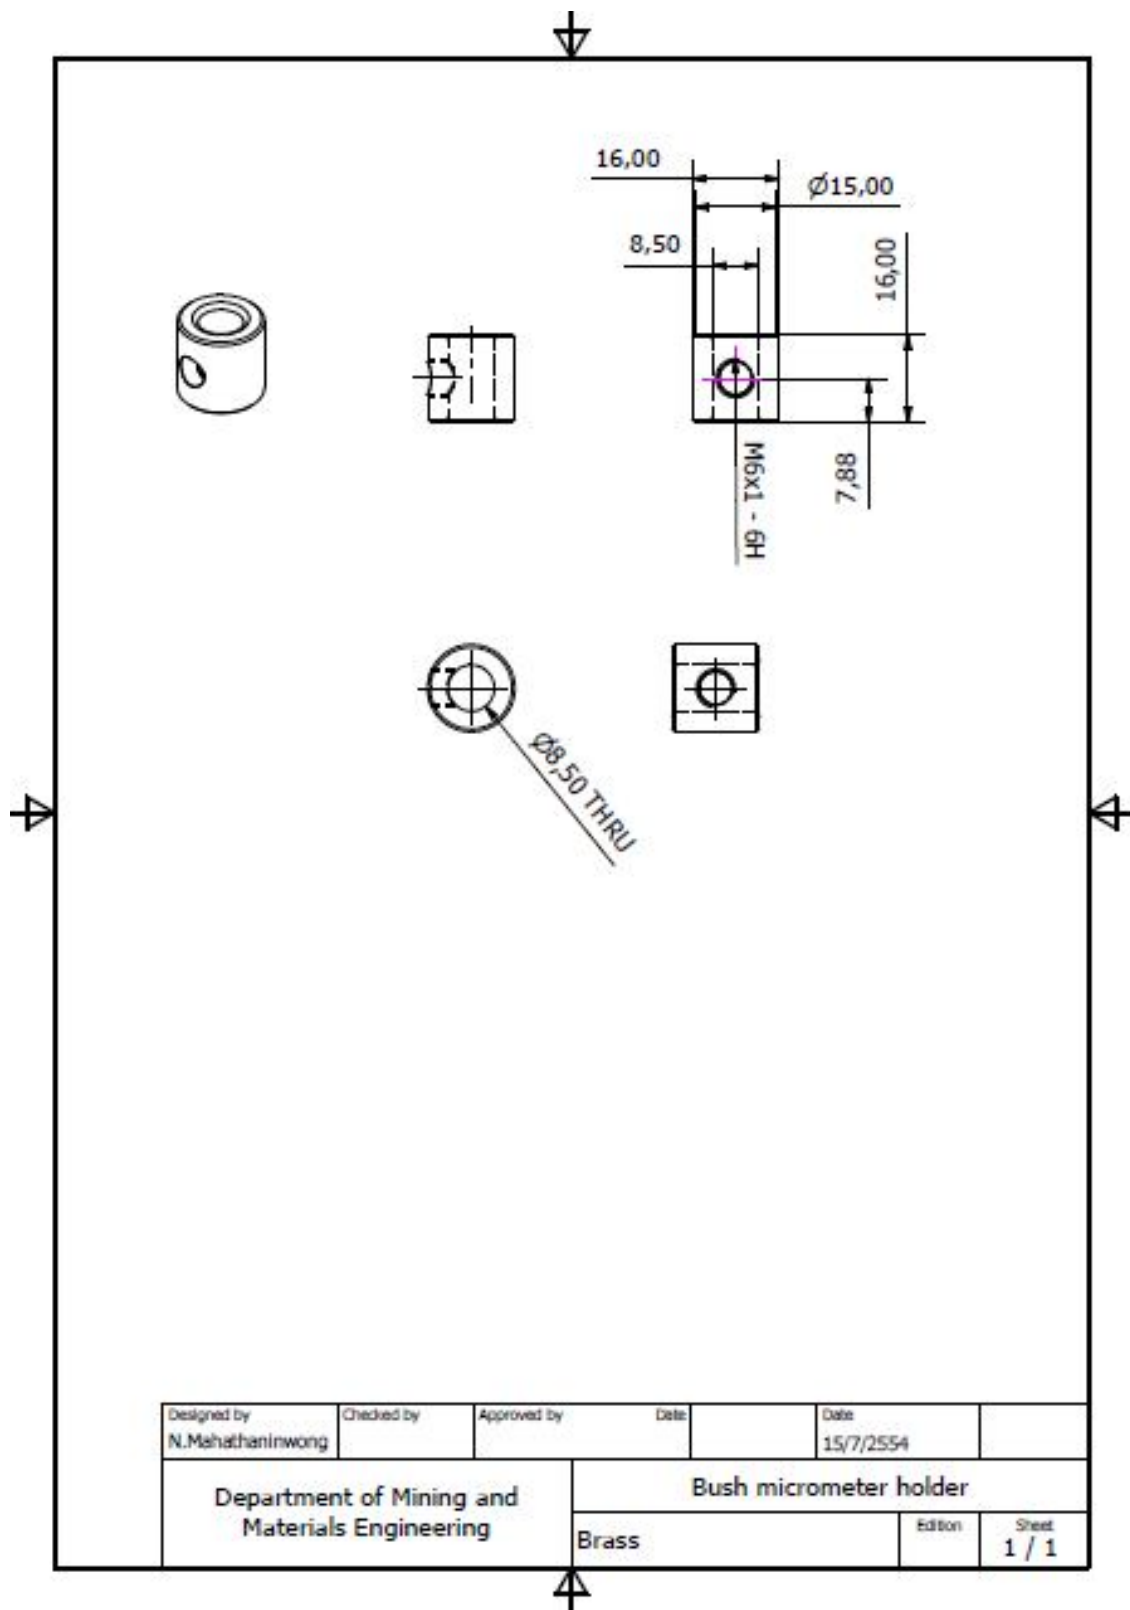 16,00
Ø15,00
8,50
16,00
7,88
M6x1 - 6H
Ø8,50 THRU
Designed by
N.Mahathaninwong
Checked by
Approved by
Date
Date
15/7/2554
Department of Mining and
Materials Engineering
Bush micrometer holder
Brass
Edition
Sheet
1 / 1